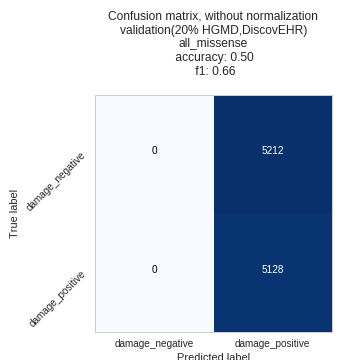 Confusion matrix, without normalization
validation(20% HGMD,DiscovEHR)
all_missense
accuracy: 0.50
f1: 0.66
True label
damage_negative
0
5212
damage_positive
0
5128
damage_negative
damage_positive
Predicted label